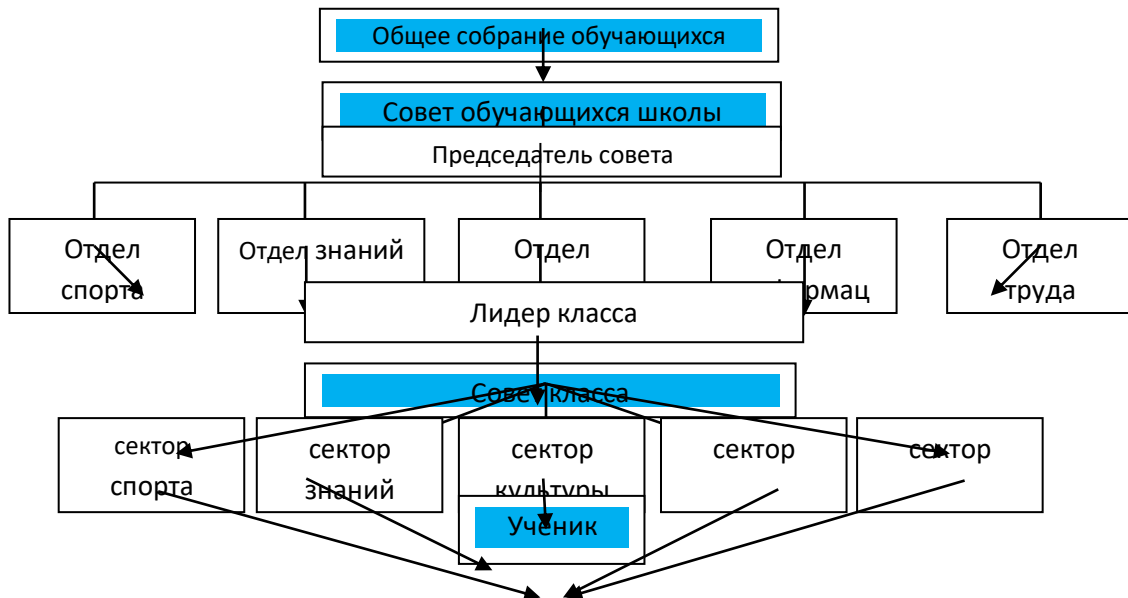 Общее собрание обучающихся
Совет обучающихся школы
Председатель совета
Отдел спорта
Отдел знаний
Отдел
Отдел
Отдел труда
Лидер класса
Совет класса
сектор спорта
сектор знаний
сектор культуры
сектор
сектор
Ученик